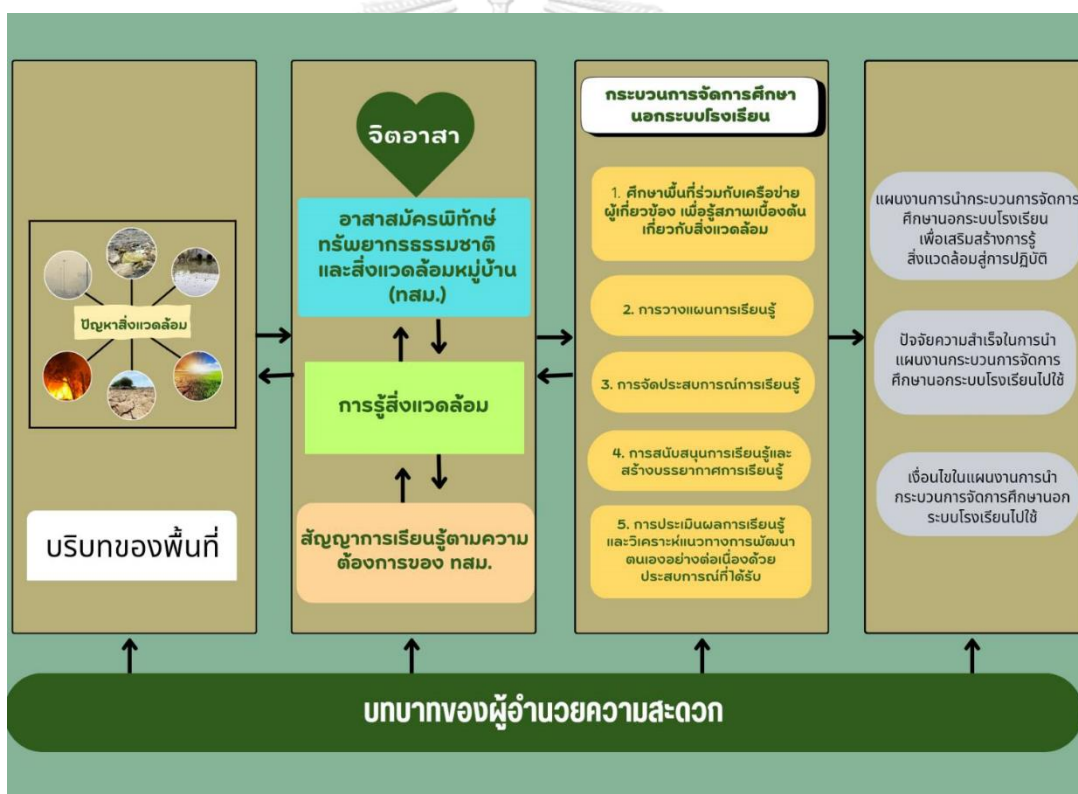 ปัญหาสิ่งแวดล้อม
บริบทของพื้นที่
จิตอาสา
อาสาสมัครพิทักษ์
ทรัพยากรธรรมชาติ
และสิ่งแวดล้อมหมู่บ้าน
(ทสม.)
การรู้สิ่งแวดล้อม
สัญญาการเรียนรู้ตามความ
ต้องการของ ทสม.
กระบวนการจัดการศึกษา
นอกระบบโรงเรียน
1. ศึกษาพื้นที่ร่วมกับเครือข่าย
ผู้เกี่ยวข้อง เพื่อรู้สภาพเบื้องต้น
เกี่ยวกับสิ่งแวดล้อม
2. การวางแผนการเรียนรู้
3. การจัดประสบการณ์การเรียนรู้
4. การสนับสนุนการเรียนรู้และ
สร้างบรรยากาศการเรียนรู้
5. การประเมินผลการเรียนรู้
และวิเคราะห์แนวทางการพัฒนา
ตนเองอย่างต่อเนื่องด้วย
ประสบการณ์ที่ได้รับ
แผนงานการนำกระบวนการจัดการ
ศึกษานอกระบบโรงเรียน
เพื่อเสริมสร้างการรู้
สิ่งแวดล้อมสู่การปฏิบัติ
ปัจจัยความสำเร็จในการนำ
แผนงานกระบวนการจัดการ
ศึกษานอกระบบโรงเรียนไปใช้
เงื่อนไขในแผนงานการนำ
กระบวนการจัดการศึกษานอก
ระบบโรงเรียนไปใช้
บทบาทของผู้อำนวยความสะดวก